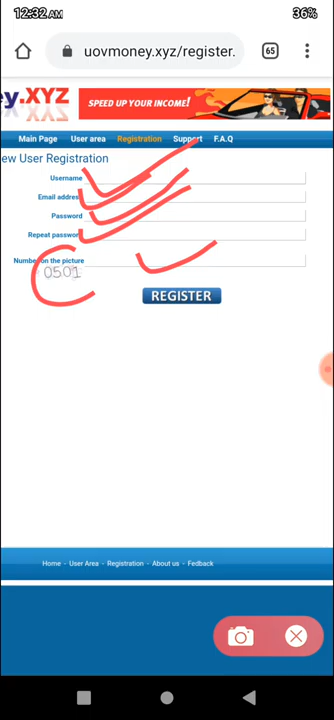 12:32 AM 36%
uovmoney.xyz/register. 65
ey.XYZ
SPEED UP YOUR INCOME!
Main Page User area Registration Support F.A.Q
ew User Registration
Username
Email address
Password
Repeat password
Number on the picture
0501
REGISTER
Home - User Area - Registration - About us - Fedback